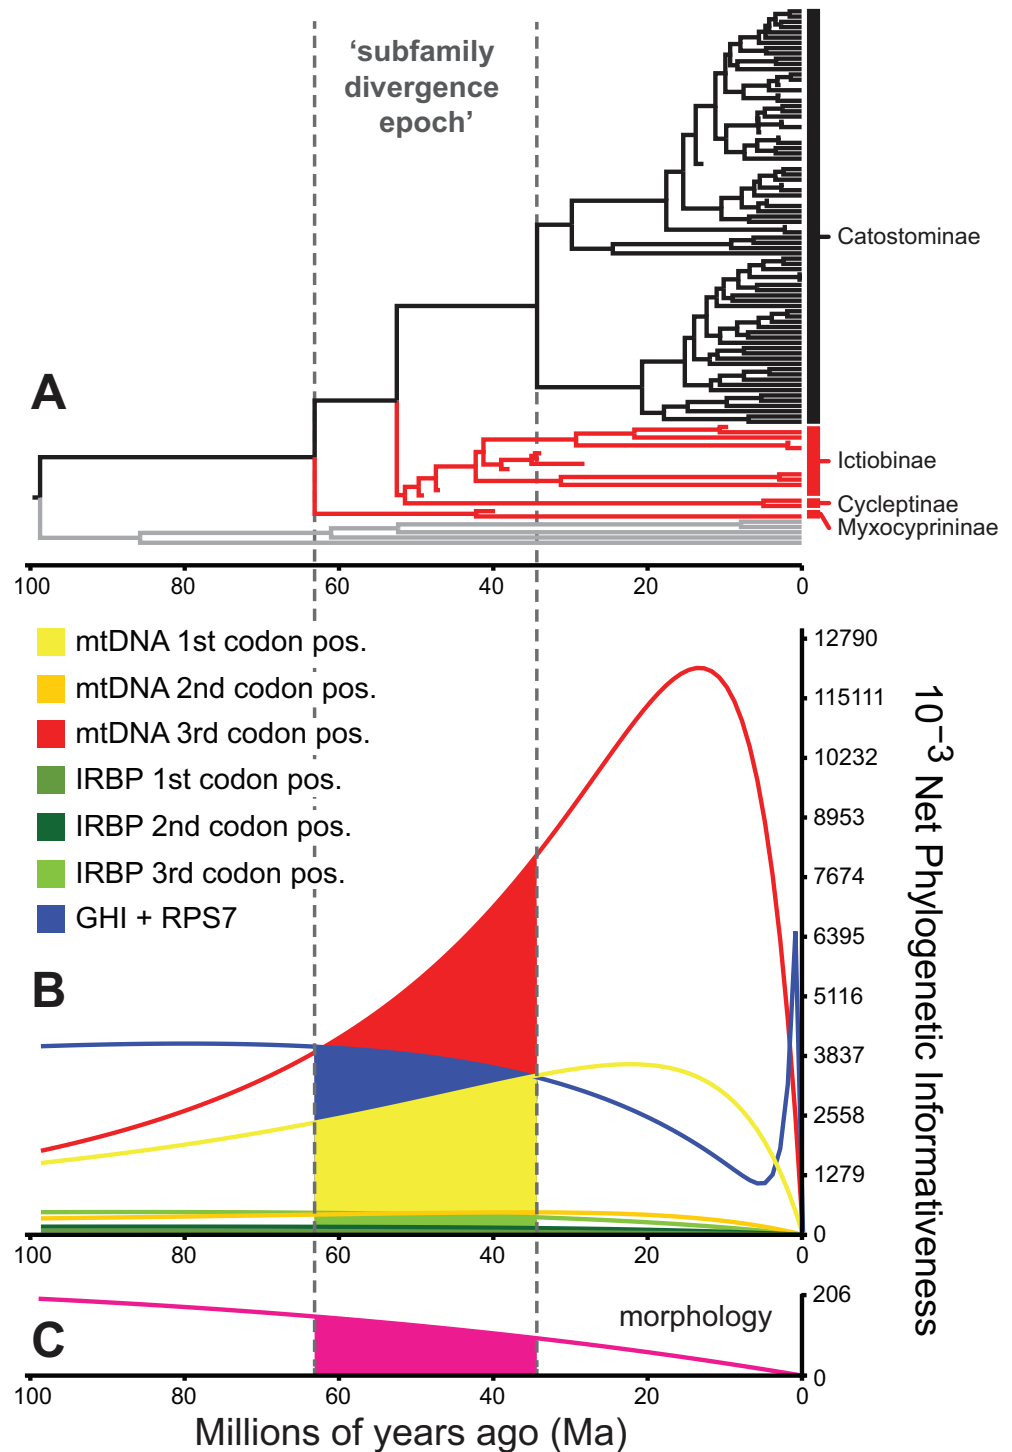 ‘subfamily
divergence
epoch’
A
Catostominae
Ictiobinae
Cycleptinae
Myxocyprininae
100 80 60 40 20 0
mtDNA 1st codon pos.
mtDNA 2nd codon pos.
mtDNA 3rd codon pos.
IRBP 1st codon pos.
IRBP 2nd codon pos.
IRBP 3rd codon pos.
GHI + RPS7
B
12790
115111
10232
8953
7674
6395
5116
3837
2558
1279
0
10⁻³ Net Phylogenetic Informativeness
100 80 60 40 20 0
C
morphology
206
0
100 80 60 40 20 0
Millions of years ago (Ma)